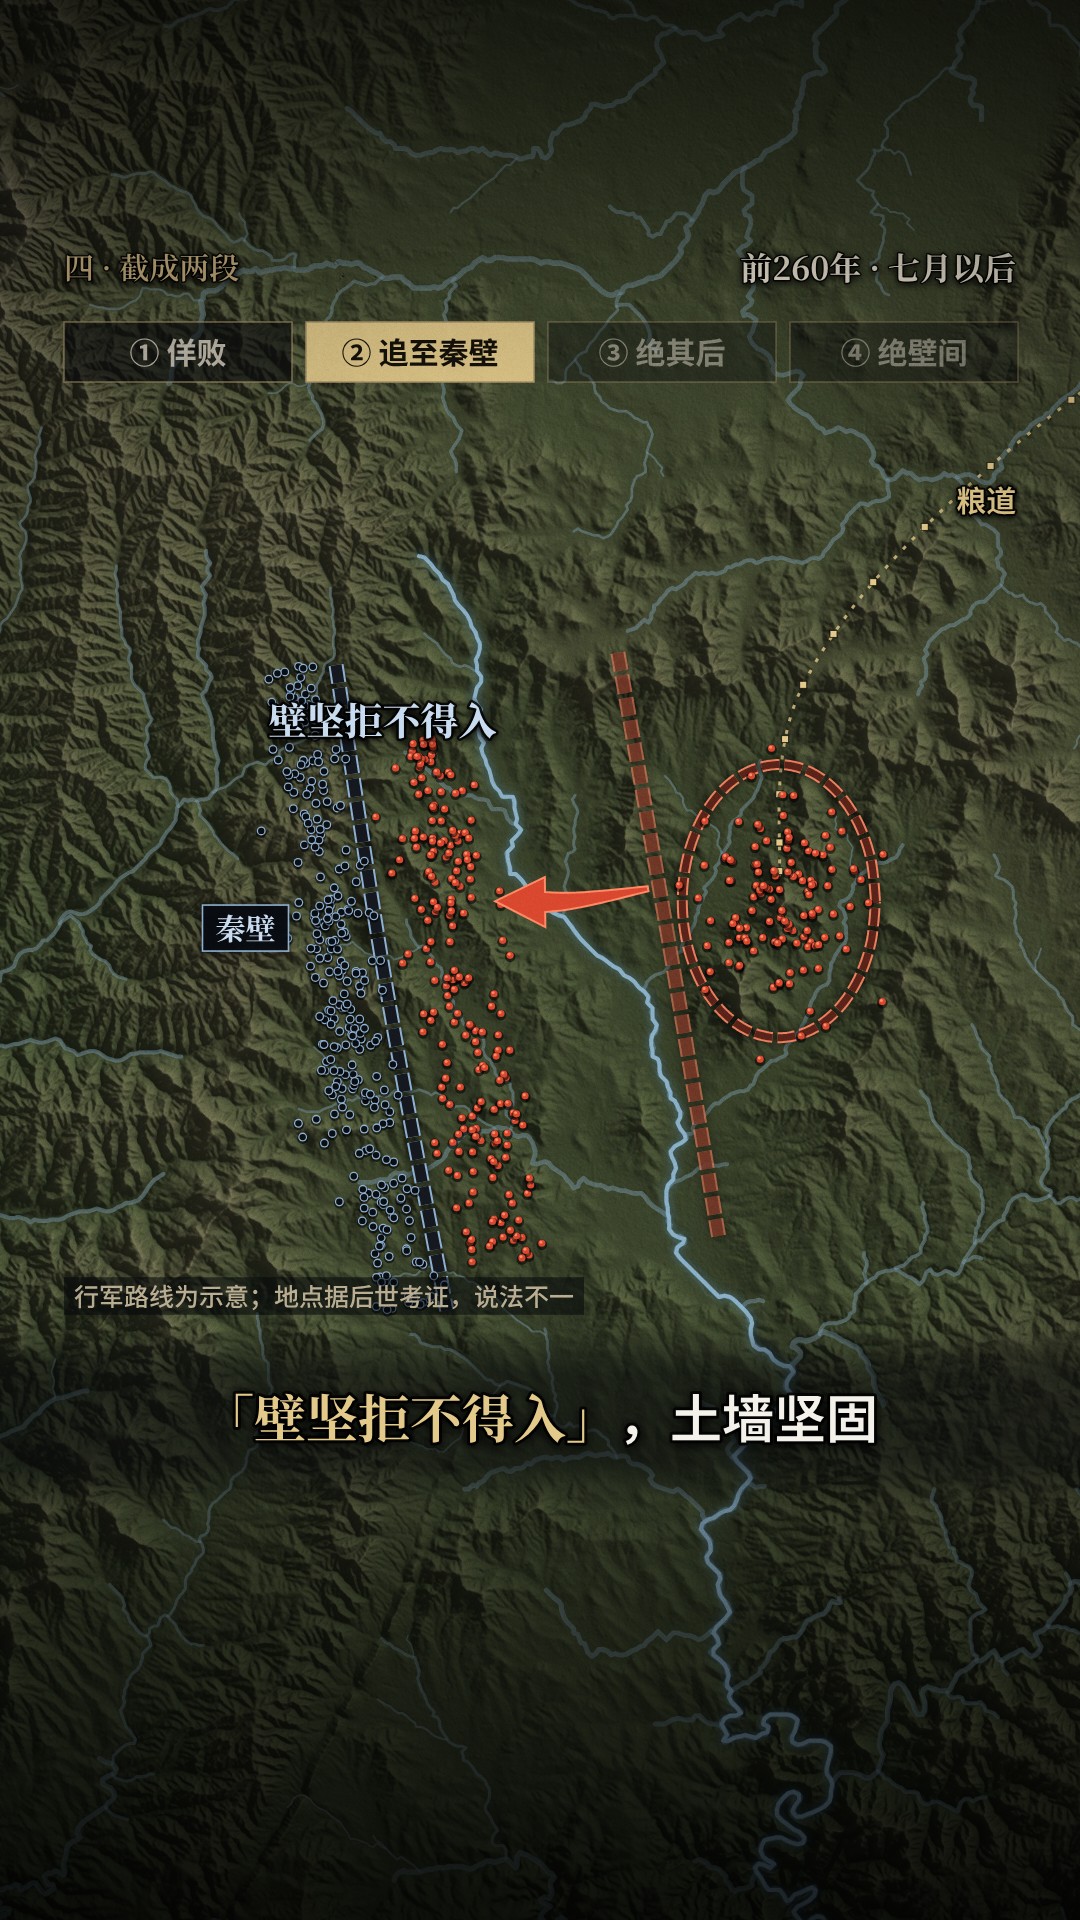 四 · 截成两段
前260年 · 七月以后
① 佯败
② 追至秦壁
③ 绝其后
④ 绝壁间
粮道
壁坚拒不得入
秦壁
行军路线为示意；地点据后世考证，说法不一
「壁坚拒不得入」，土墙坚固